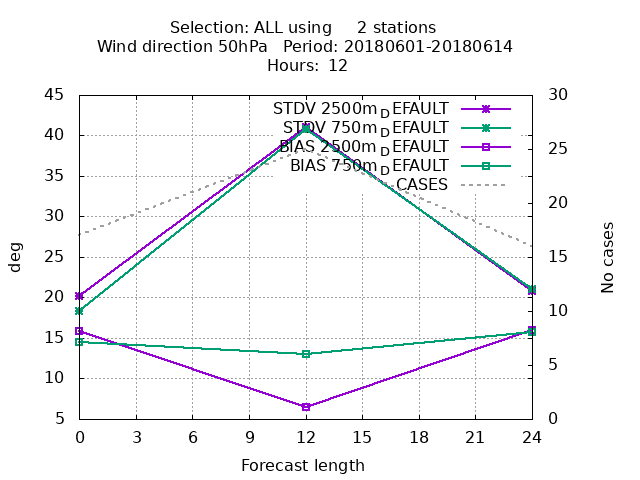 Selection: ALL using     2 stations
Wind direction 50hPa   Period: 20180601-20180614
Hours: 12
45
40
35
30
25
20
15
10
5
30
25
20
15
10
5
0
deg
No cases
STDV 2500m_DEFAULT
STDV 750m_DEFAULT
BIAS 2500m_DEFAULT
BIAS 750m_DEFAULT
CASES
0 3 6 9 12 15 18 21 24
Forecast length